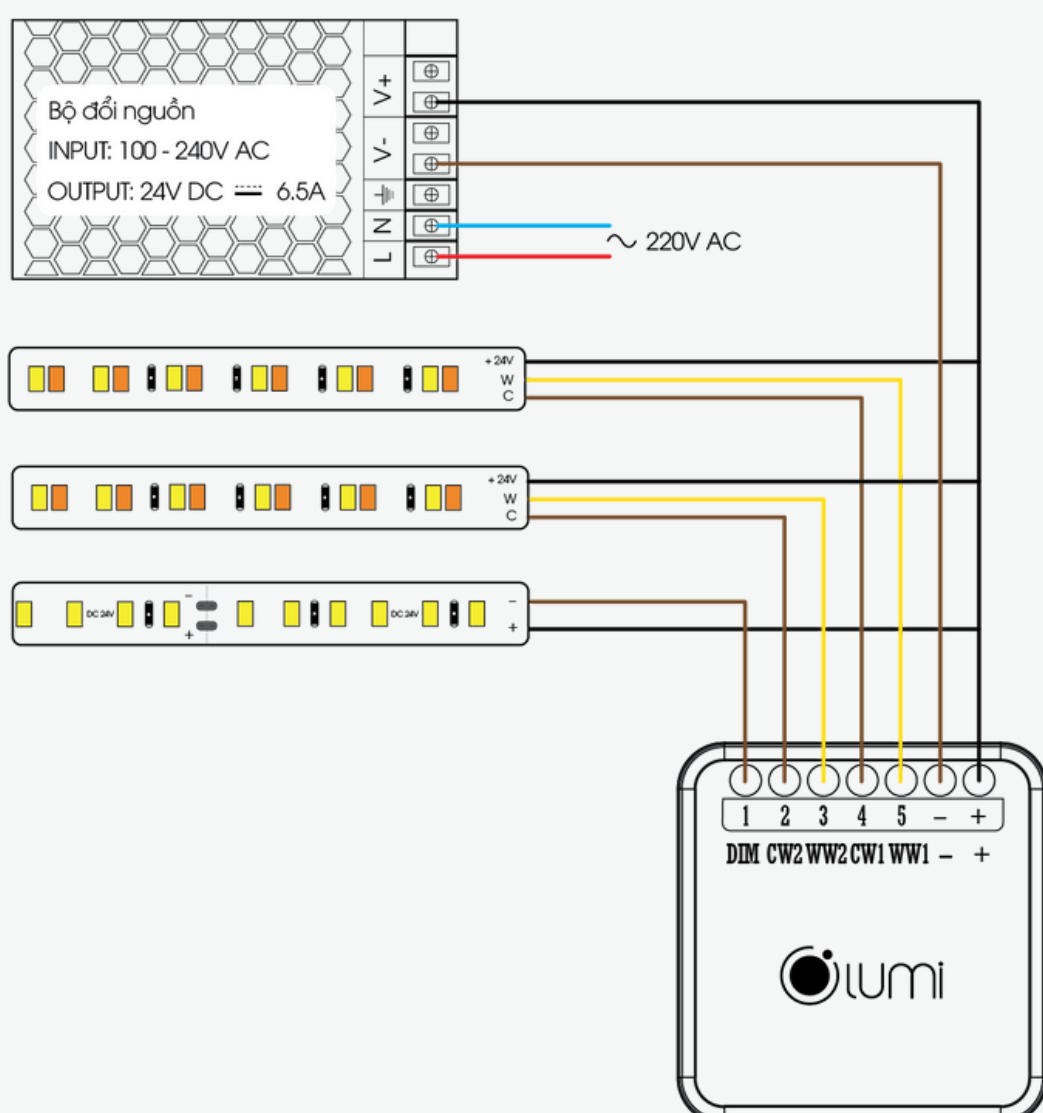 Bộ đổi nguồn
INPUT: 100 - 240V AC
OUTPUT: 24V DC 6.5A
V+
V-
N
L
220V AC
+ 24V
W
C
+ 24V
W
C
DC 24V
-
+
DC 24V
-
+
1 2 3 4 5 - +
DIM CW2 WW2 CW1 WW1 - +
lumi